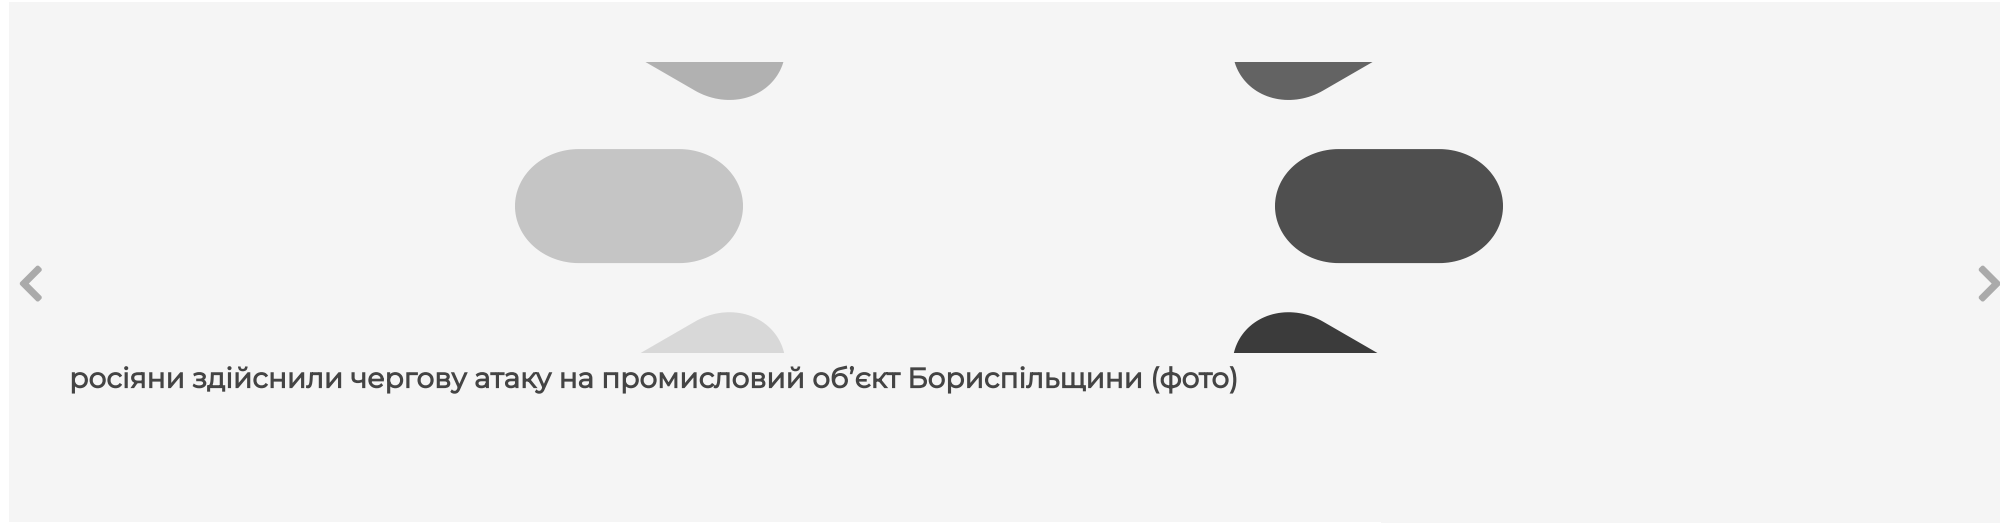 росіяни здійснили чергову атаку на промисловий об’єкт Бориспільщини (фото)